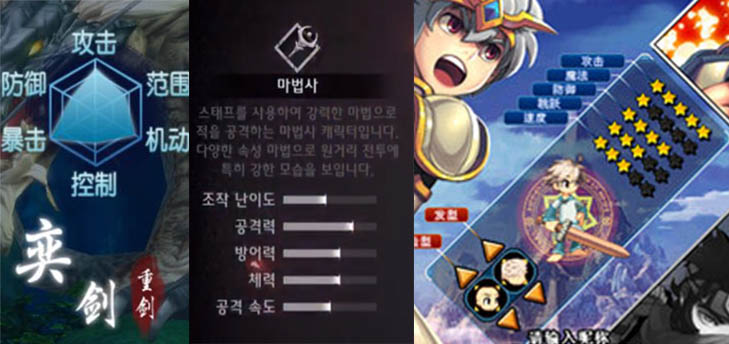 攻击
防御
范围
暴击
机动
控制
奕剑
重剑
마법사
스태프를 사용하여 강력한 마법으로
적을 공격하는 마법사 캐릭터입니다.
다양한 속성 마법으로 원거리 전투에
특히 강한 모습을 보입니다.
조작 난이도
공격력
방어력
체력
공격 속도
攻击
魔法
防御
跳跃
速度
发型